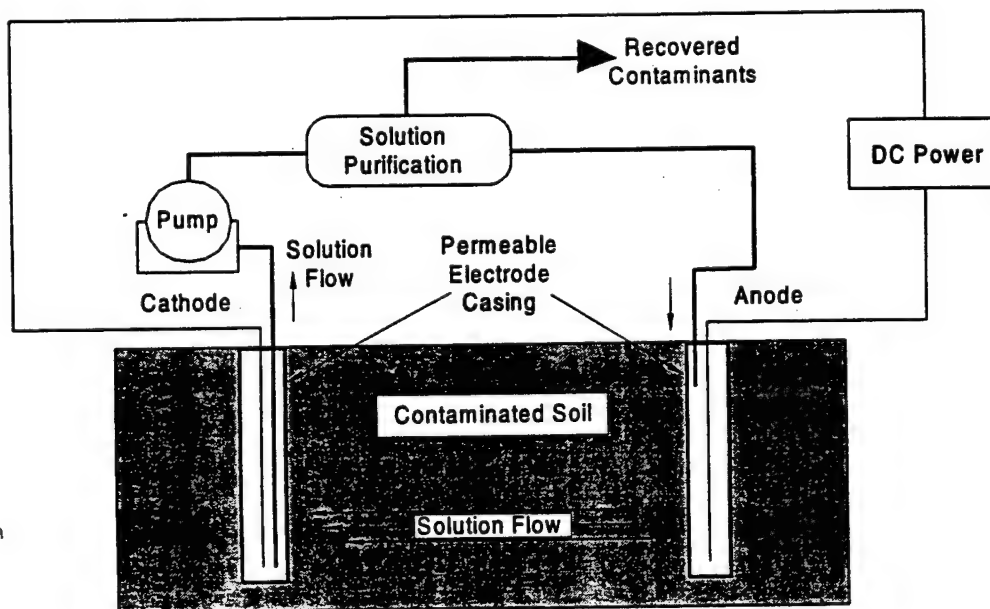 Recovered
Contaminants
Solution
Purification
DC Power
Pump
Solution
Flow
Permeable
Electrode
Casing
Cathode
Anode
Contaminated Soil
Solution Flow